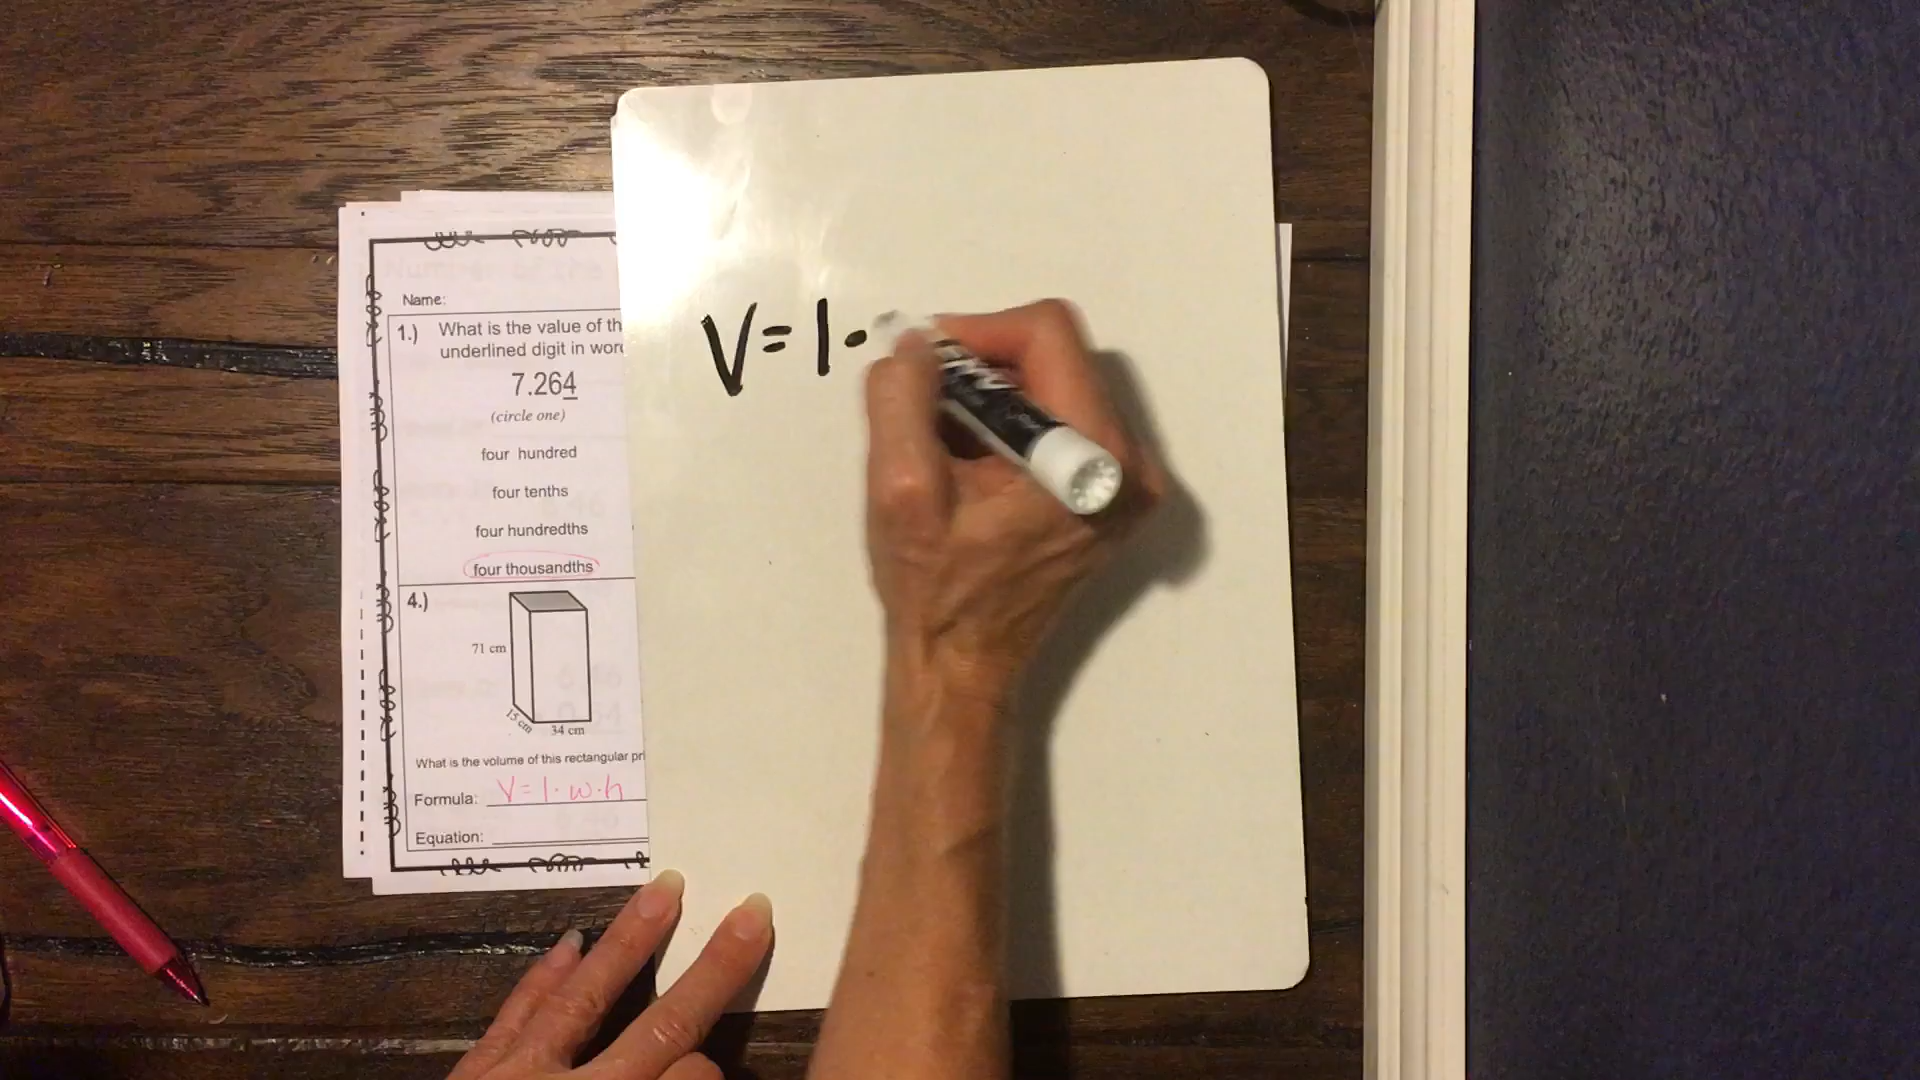 Name:
1.) What is the value of th
underlined digit in word
7.264
(circle one)
four hundred
four tenths
four hundredths
four thousandths
4.)
71 cm
15 cm
34 cm
What is the volume of this rectangular pri
Formula: V = l · w · h
Equation:
V = l ·